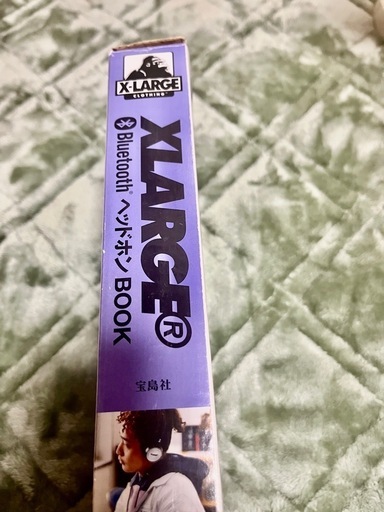 X-LARGE
CLOTHING
XLARGE®
Bluetooth® ヘッドホン BOOK
宝島社